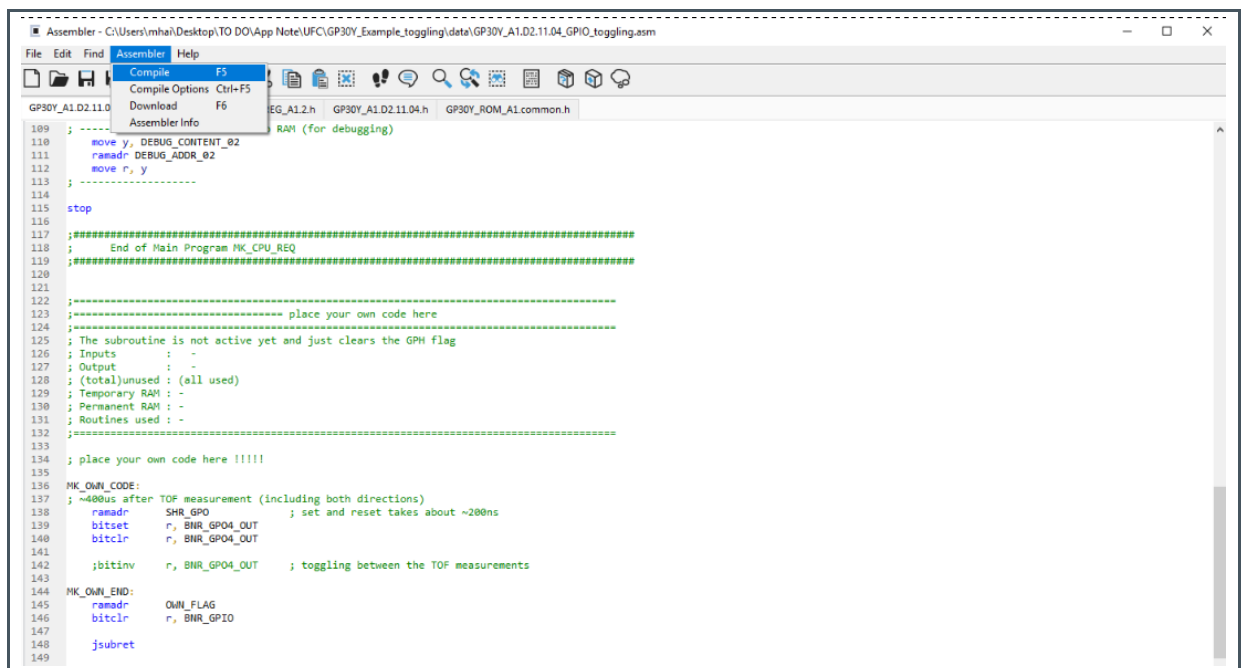 Assembler - C:\Users\mhai\Desktop\TO DO\App Note\UFC\GP30Y_Example_toggling\data\GP30Y_A1.D2.11.04_GPIO_toggling.asm
File Edit Find Assembler Help
Compile F5
Compile Options Ctrl+F5
Download F6
Assembler Info
GP30Y_A1.D2.11.0 EG_A1.2.h GP30Y_A1.D2.11.04.h GP30Y_ROM_A1.common.h
109 ; ----- RAM (for debugging)
110 move y, DEBUG_CONTENT_02
111 ramadr DEBUG_ADDR_02
112 move r, y
113 ; -------------------
114
115 stop
116
117 ;###########################################################################################
118 ; End of Main Program MK_CPU_REQ
119 ;###########################################################################################
120
121
122 ;========================================================================================
123 ;================================== place your own code here
124 ;========================================================================================
125 ; The subroutine is not active yet and just clears the GPH flag
126 ; Inputs : -
127 ; Output : -
128 ; (total)unused : (all used)
129 ; Temporary RAM : -
130 ; Permanent RAM : -
131 ; Routines used : -
132 ;========================================================================================
133
134 ; place your own code here !!!!!
135
136 MK_OWN_CODE:
137 ; ~400us after TOF measurement (including both directions)
138 ramadr SHR_GPO ; set and reset takes about ~200ns
139 bitset r, BNR_GPO4_OUT
140 bitclr r, BNR_GPO4_OUT
141
142 ;bitinv r, BNR_GPO4_OUT ; toggling between the TOF measurements
143
144 MK_OWN_END:
145 ramadr OWN_FLAG
146 bitclr r, BNR_GPIO
147
148 jsubret
149